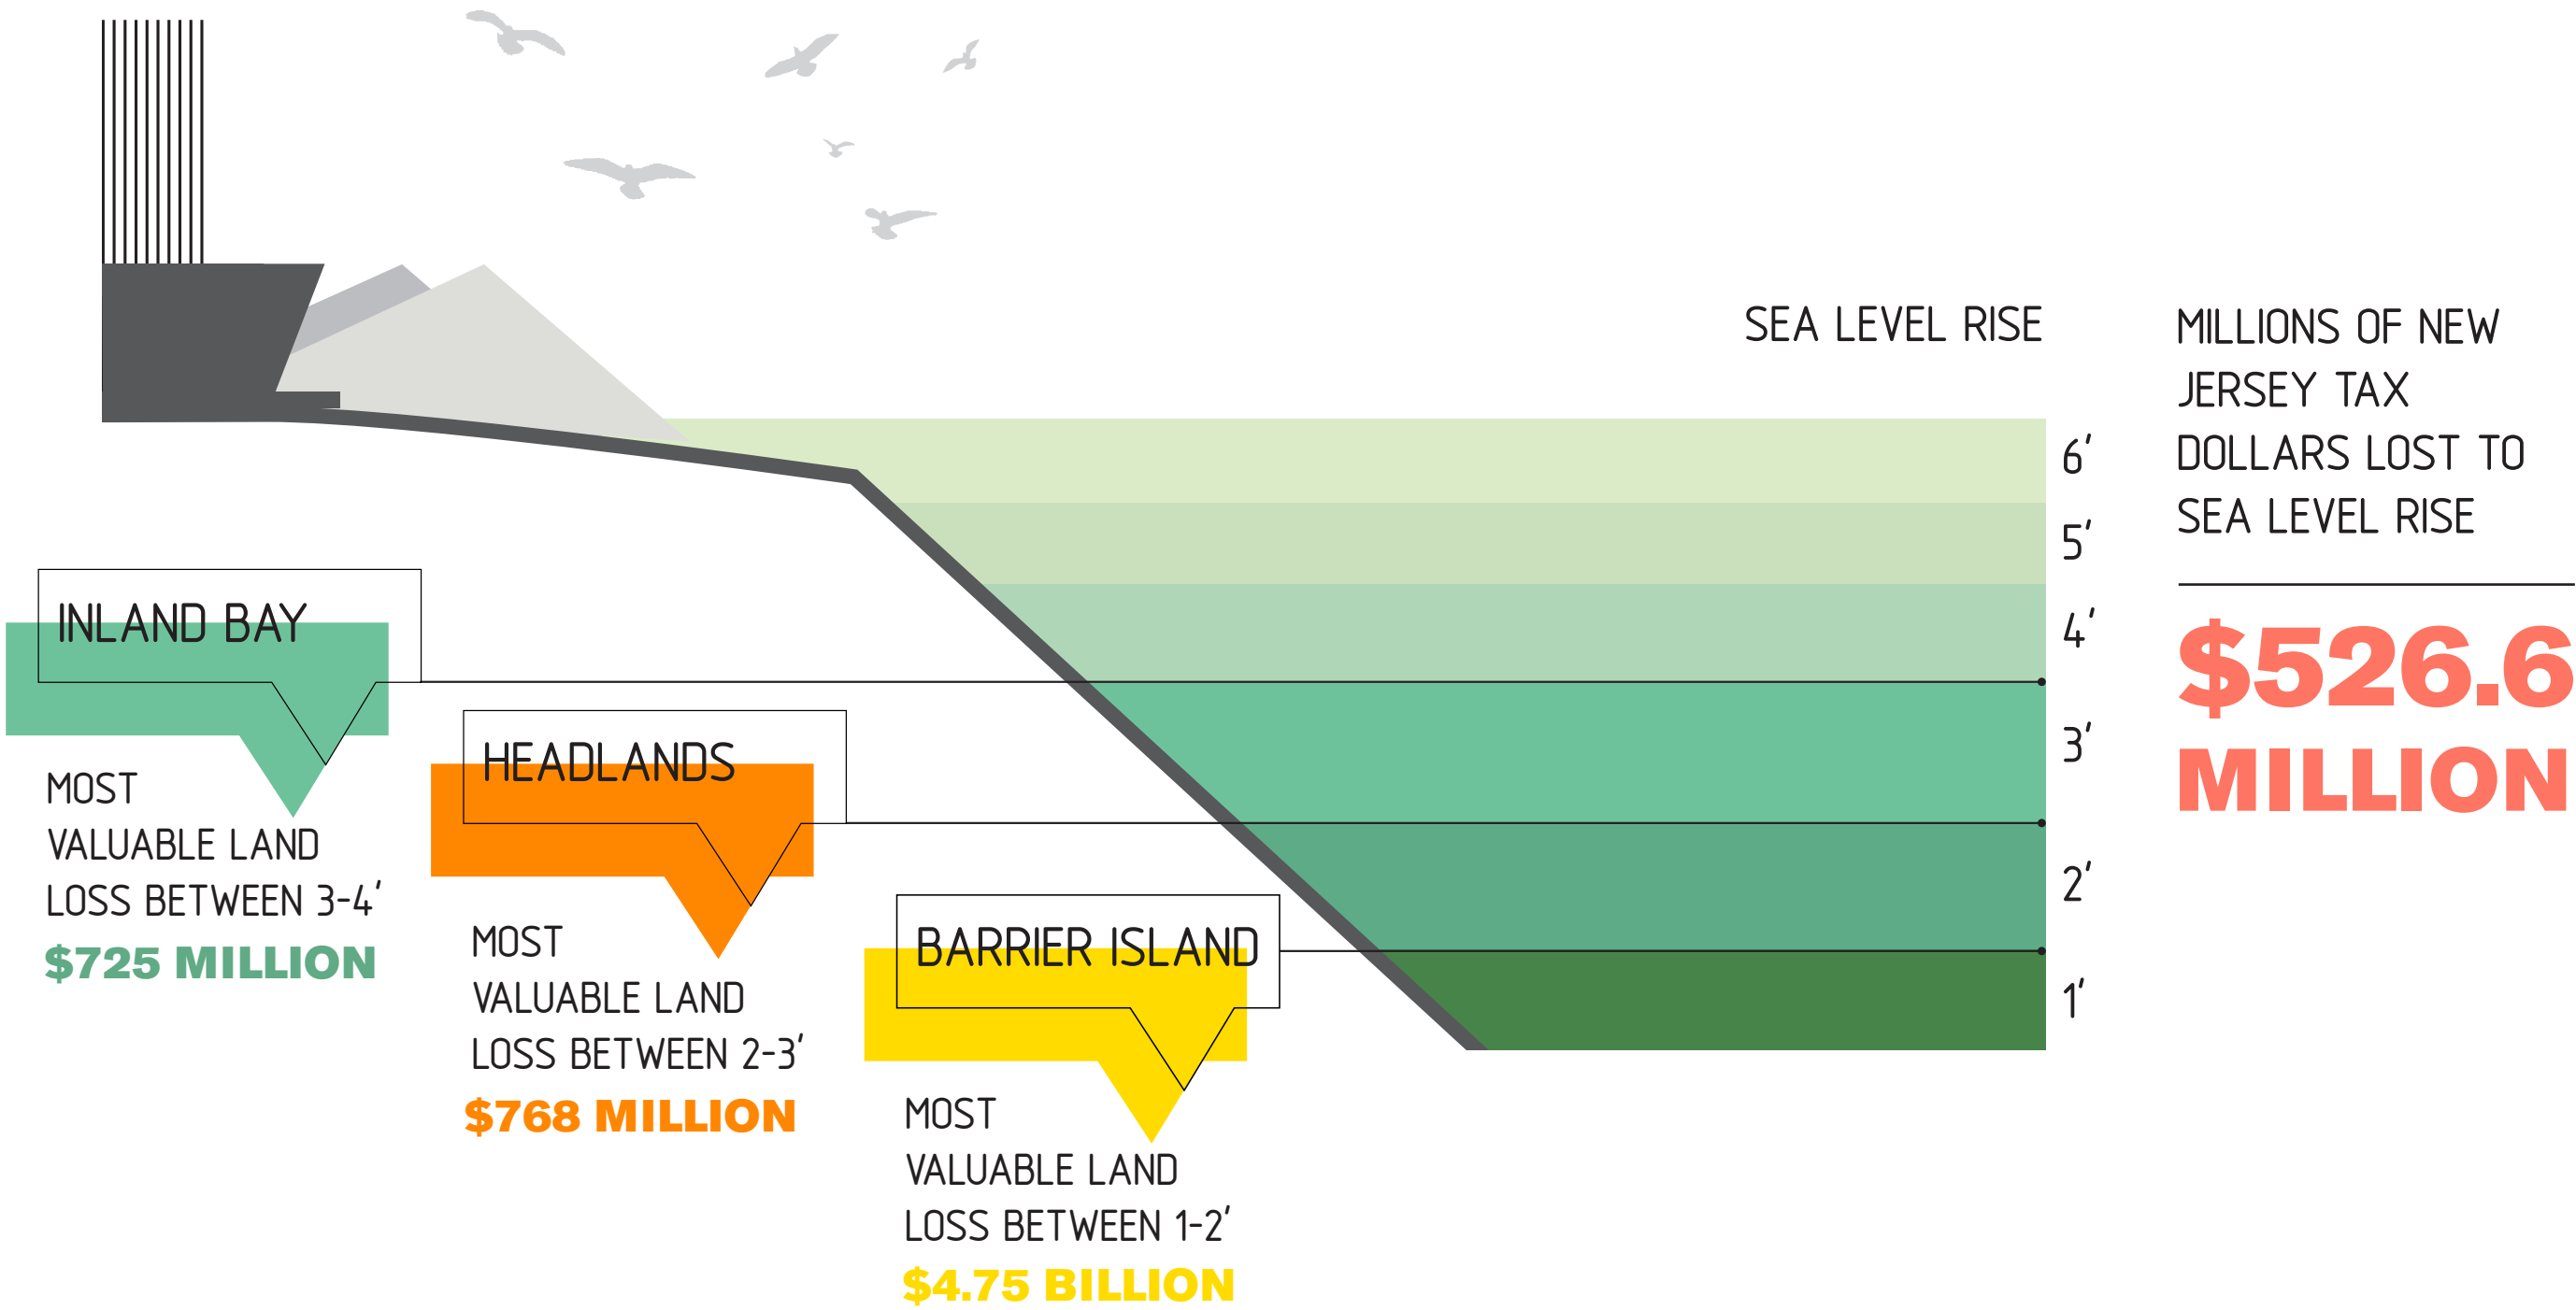 SEA LEVEL RISE
6'
5'
4'
3'
2'
1'
MILLIONS OF NEW
JERSEY TAX
DOLLARS LOST TO
SEA LEVEL RISE
$526.6
MILLION
INLAND BAY
MOST
VALUABLE LAND
LOSS BETWEEN 3-4'
$725 MILLION
HEADLANDS
MOST
VALUABLE LAND
LOSS BETWEEN 2-3'
$768 MILLION
BARRIER ISLAND
MOST
VALUABLE LAND
LOSS BETWEEN 1-2'
$4.75 BILLION